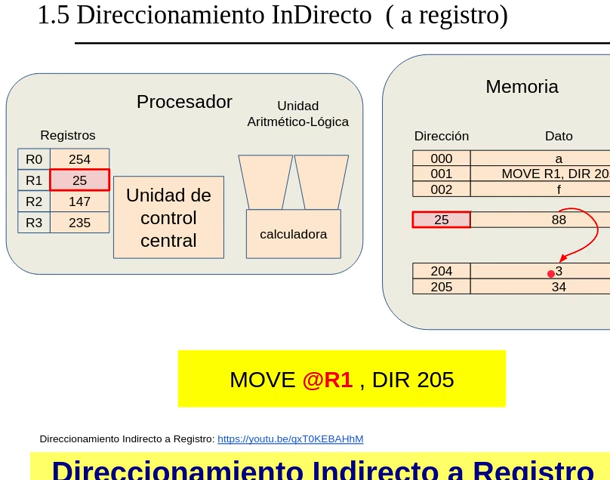 1.5 Direccionamiento InDirecto ( a registro)
Procesador
Unidad
Aritmético-Lógica
Registros
R0 254
R1 25
R2 147
R3 235
Unidad de
control
central
calculadora
Memoria
Dirección Dato
000 a
001 MOVE R1, DIR 20
002 f
25 88
204 3
205 34
MOVE @R1 , DIR 205
Direccionamiento Indirecto a Registro: https://youtu.be/qxT0KEBAHhM
Direccionamiento Indirecto a Registro